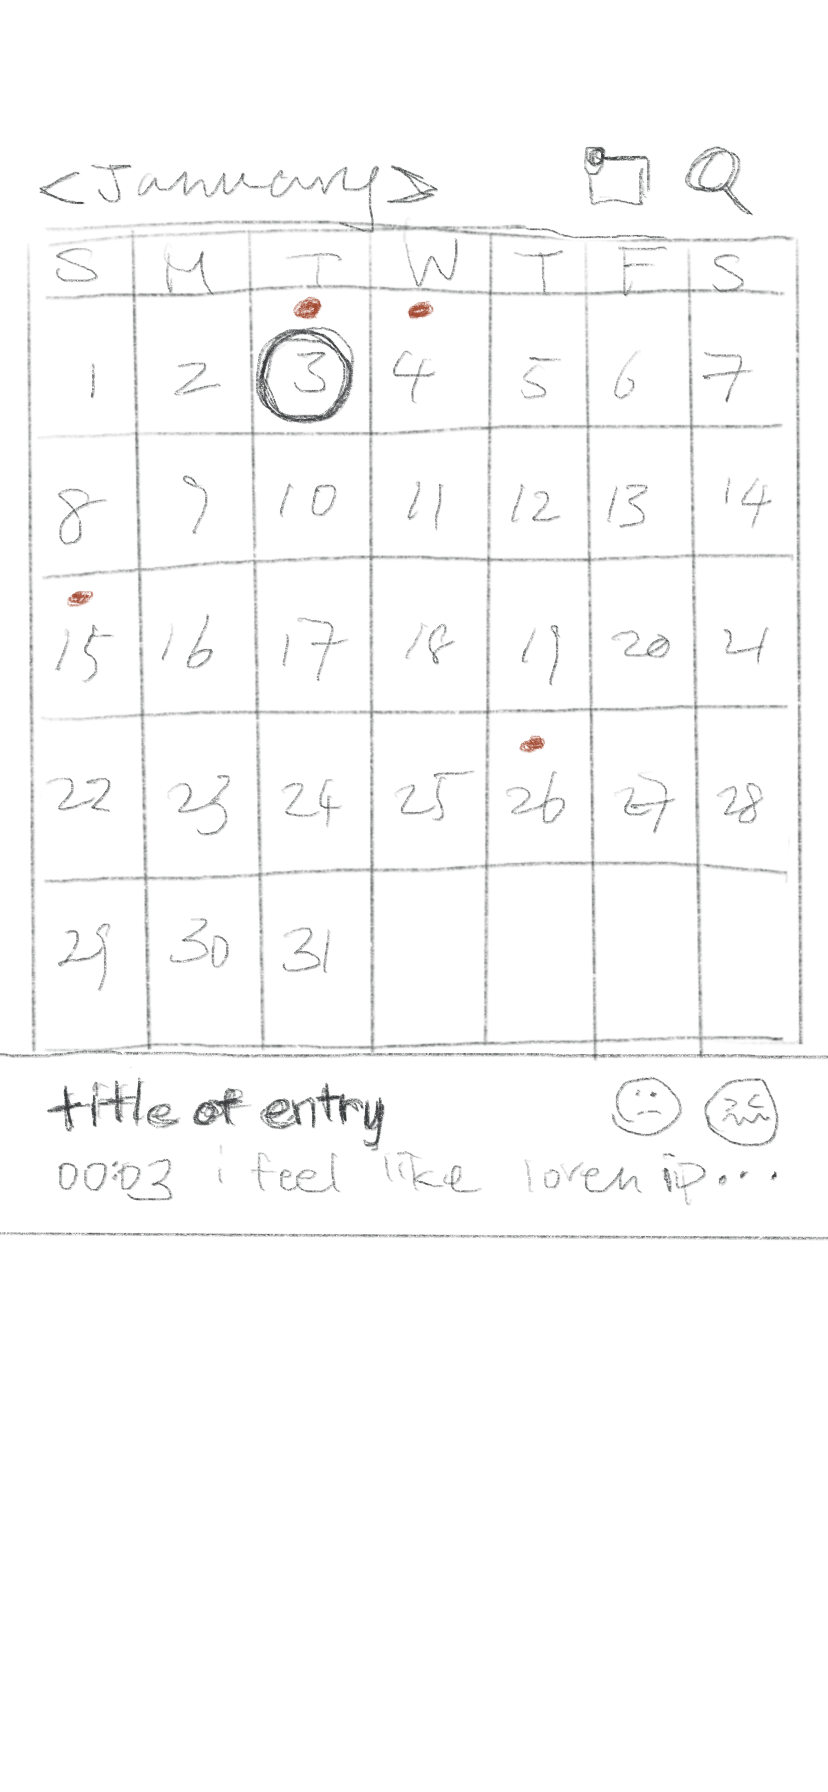 <January>
S M T W T F S
1 2 3 4 5 6 7
8 9 10 11 12 13 14
15 16 17 18 19 20 21
22 23 24 25 26 27 28
29 30 31
title of entry
00:03 i feel like loren ip...